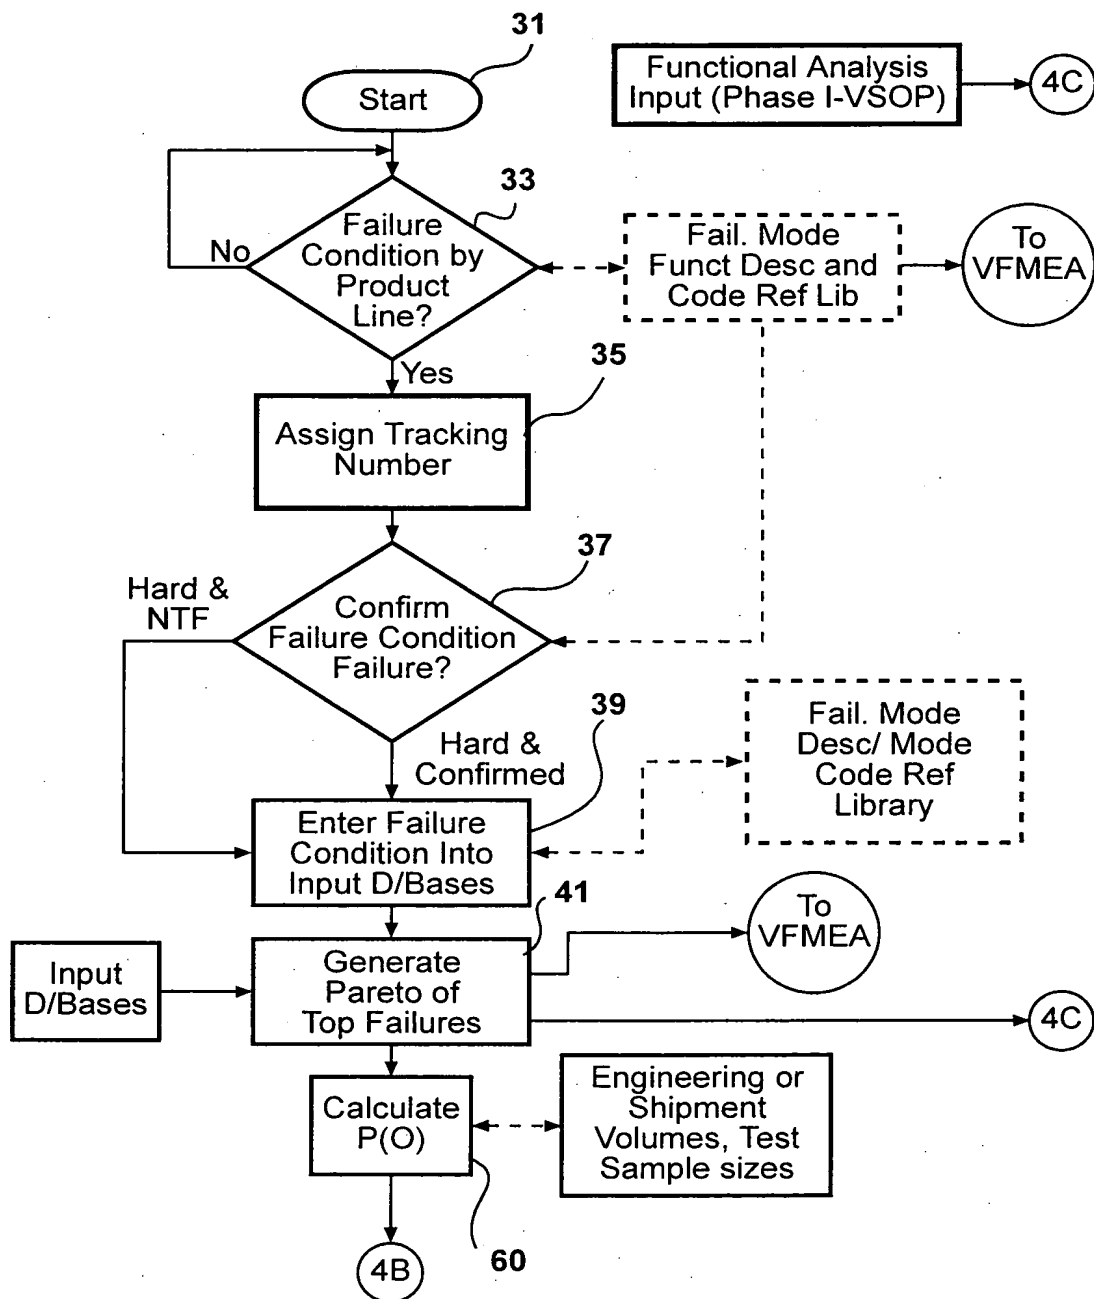 31
Start
Functional Analysis
Input (Phase I-VSOP)
4C
33
Failure
Condition by
Product
Line?
No
Fail. Mode
Funct Desc and
Code Ref Lib
To
VFMEA
Yes
35
Assign Tracking
Number
37
Hard &
NTF
Confirm
Failure Condition
Failure?
39
Hard &
Confirmed
Fail. Mode
Desc/ Mode
Code Ref
Library
Enter Failure
Condition Into
Input D/Bases
41
To
VFMEA
Input
D/Bases
Generate
Pareto of
Top Failures
4C
Calculate
P(O)
Engineering or
Shipment
Volumes, Test
Sample sizes
60
4B